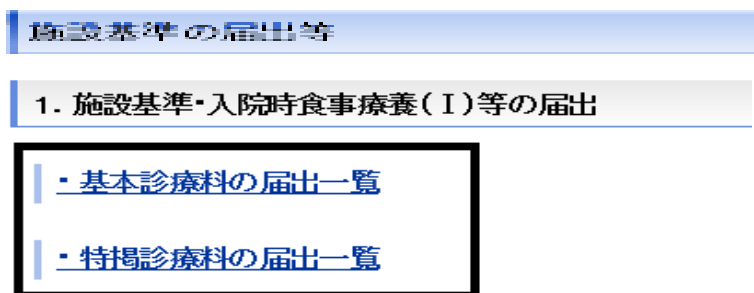 施設基準の届出等
1. 施設基準・入院時食事療養(Ⅰ)等の届出
・基本診療料の届出一覧
・特掲診療料の届出一覧